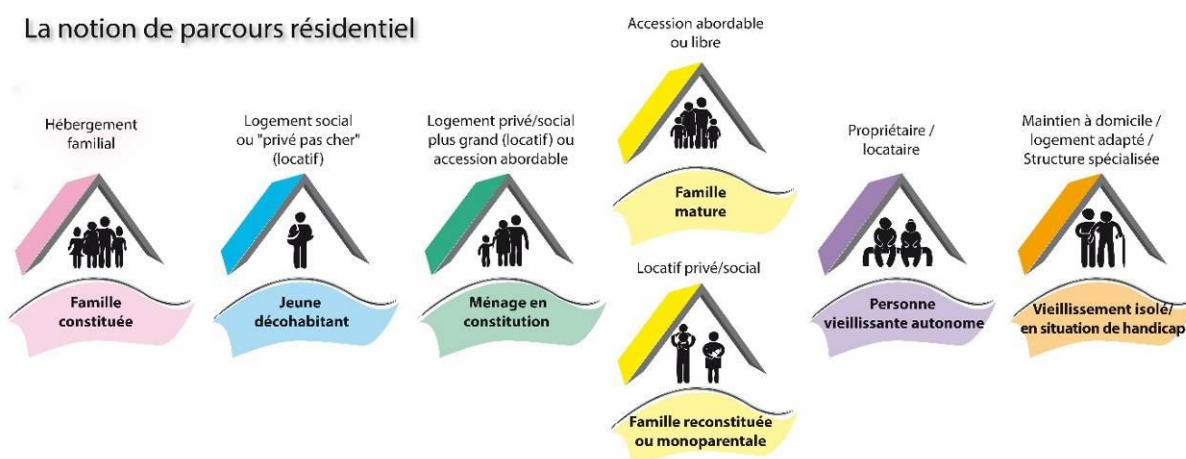 La notion de parcours résidentiel
Hébergement
familial
Famille
constituée
Logement social
ou "privé pas cher"
(locatif)
Jeune
décohabitant
Logement privé/social
plus grand (locatif) ou
accession abordable
Ménage en
constitution
Accession abordable
ou libre
Famille
mature
Locatif privé/social
Famille reconstituée
ou monoparentale
Propriétaire /
locataire
Personne
vieillissante autonome
Maintien à domicile /
logement adapté /
Structure spécialisée
Vieillissement isolé/
en situation de handicap